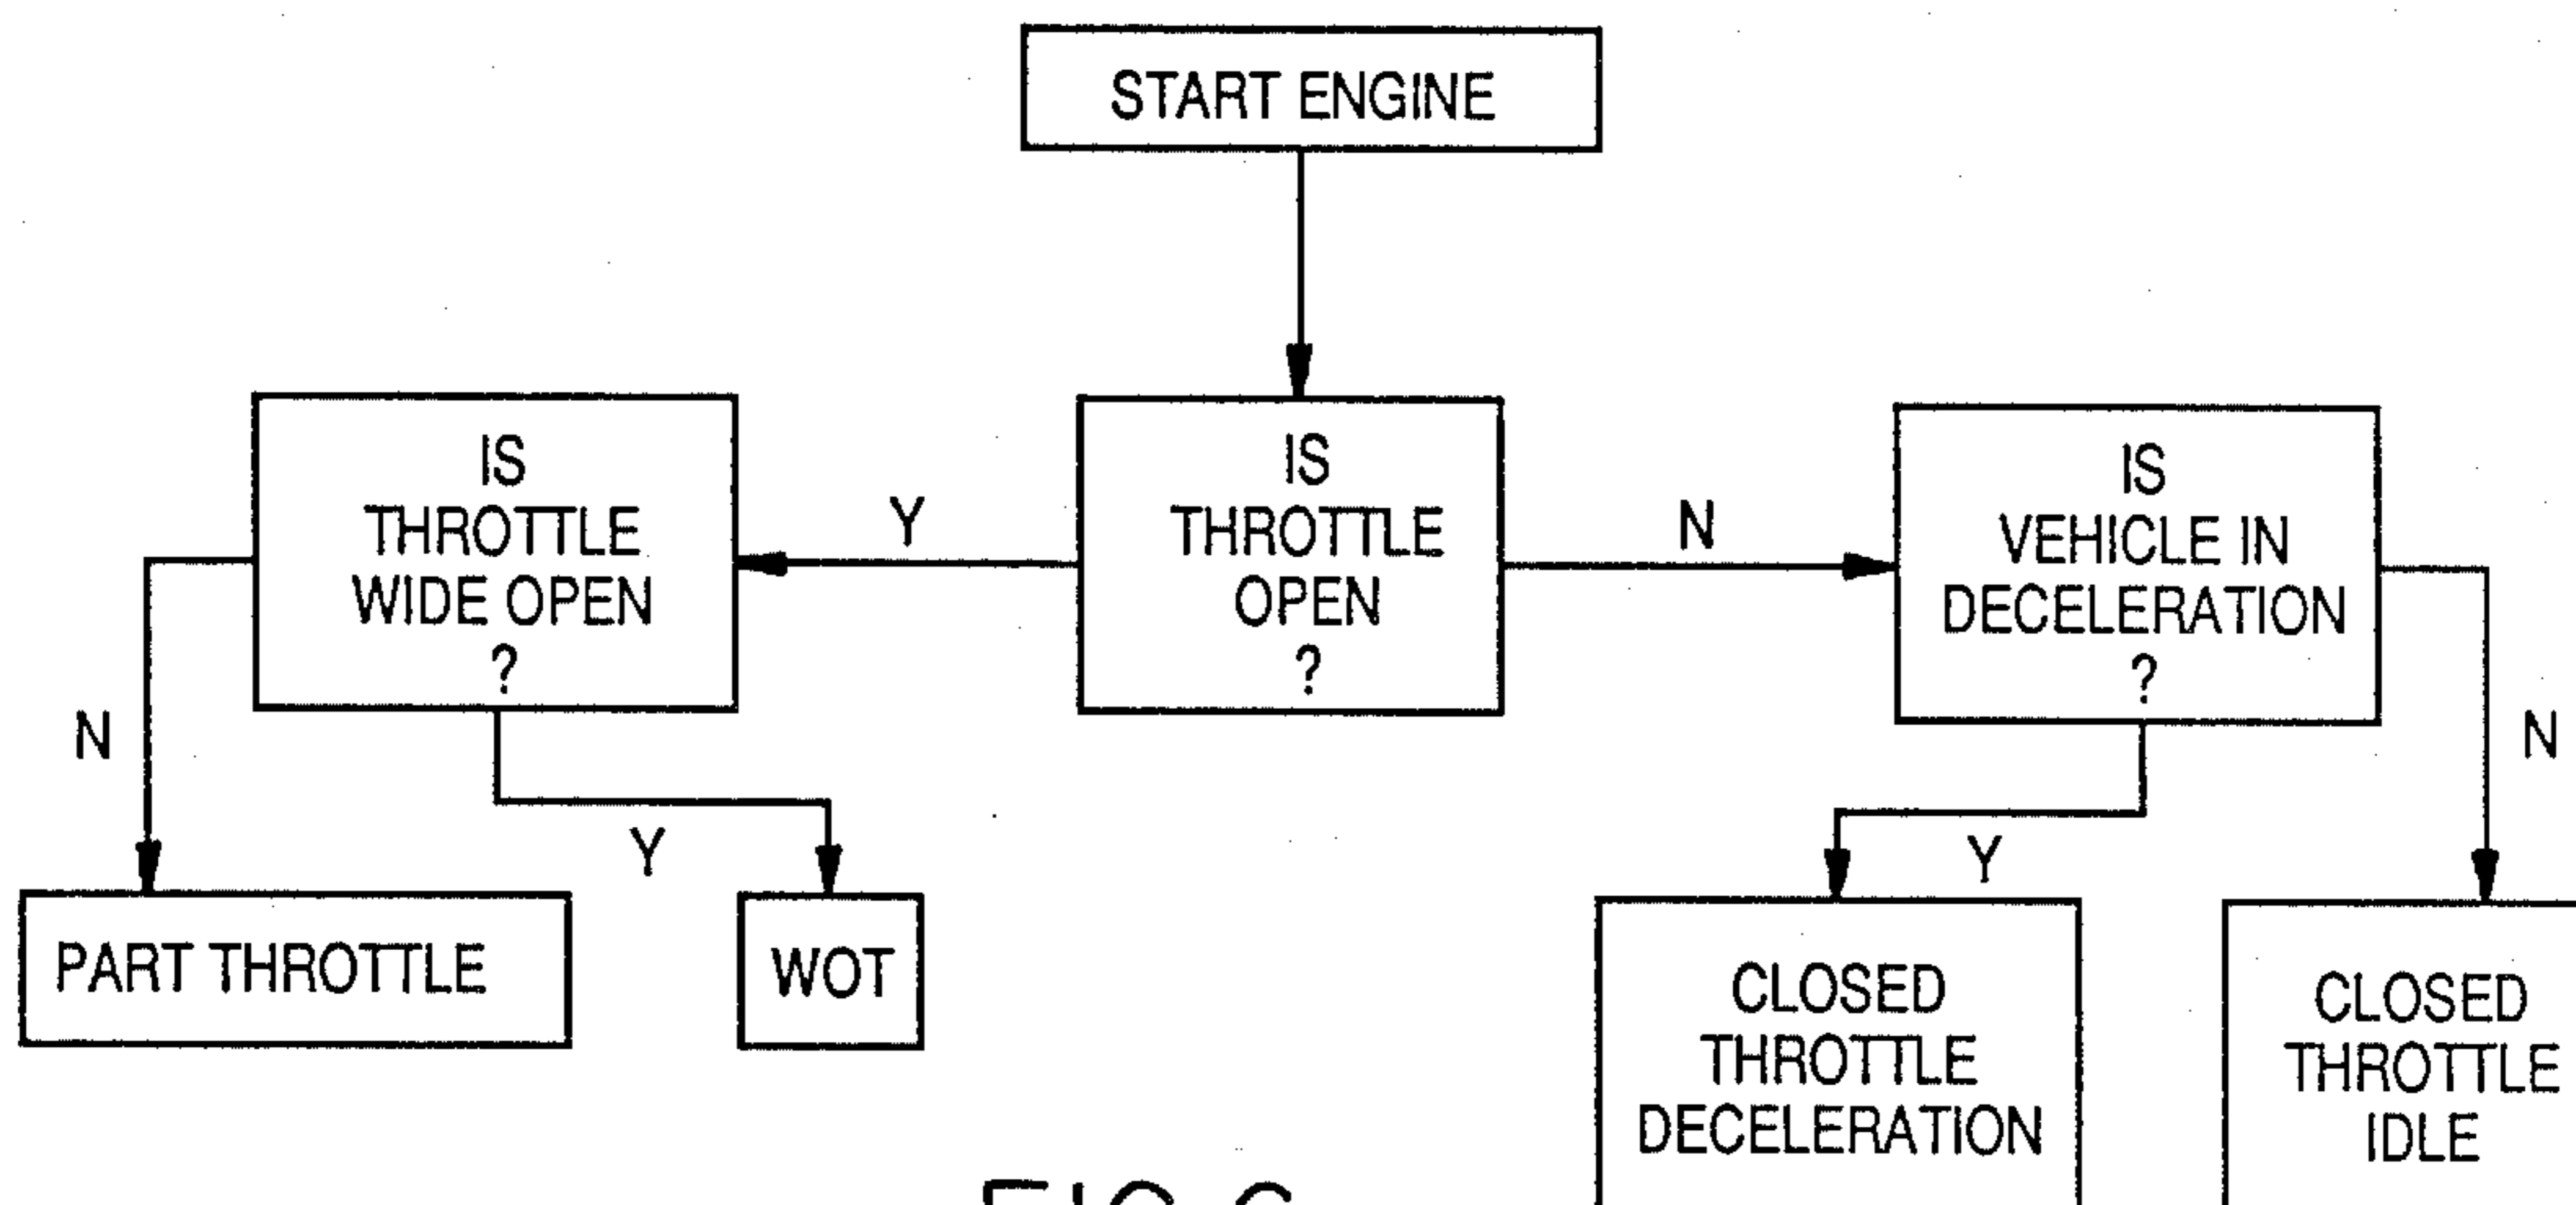 START ENGINE
IS
THROTTLE
WIDE OPEN
?
Y
IS
THROTTLE
OPEN
?
N
IS
VEHICLE IN
DECELERATION
?
N
Y
Y
N
PART THROTTLE
WOT
CLOSED
THROTTLE
DECELERATION
CLOSED
THROTTLE
IDLE